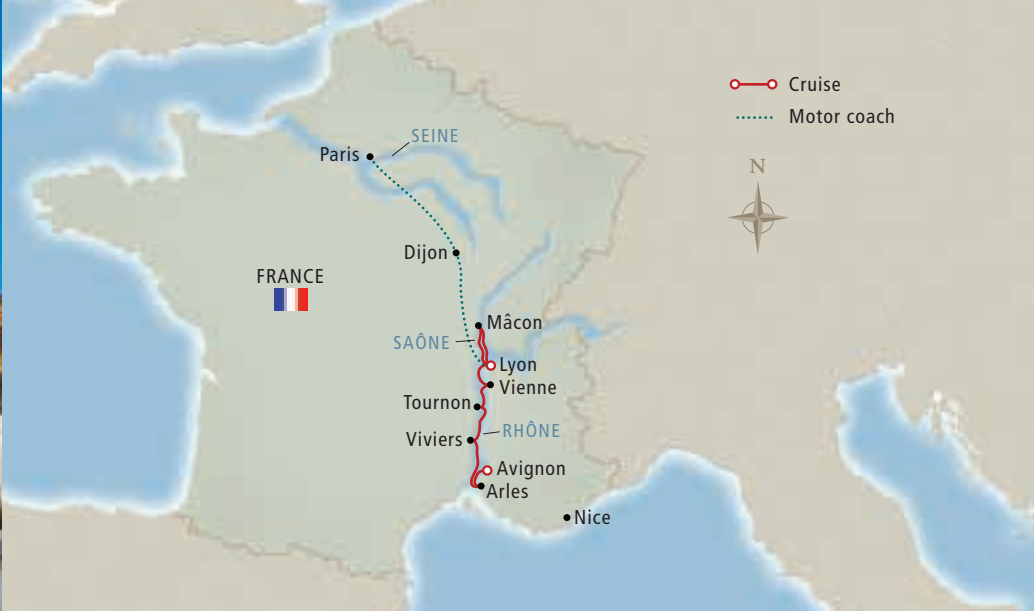 Cruise
Motor coach
N
SEINE
Paris
Dijon
FRANCE
Mâcon
SAÔNE
Lyon
Vienne
Tournon
RHÔNE
Viviers
Avignon
Arles
Nice